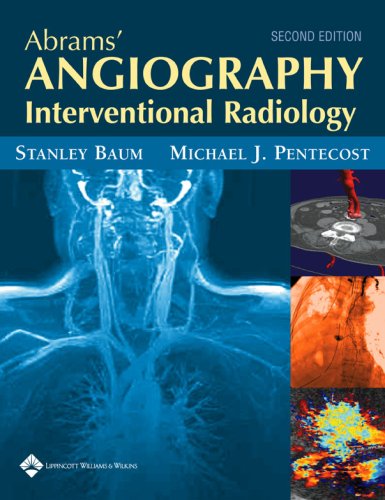 Abrams'
SECOND EDITION
ANGIOGRAPHY
Interventional Radiology
STANLEY BAUM MICHAEL J. PENTECOST
LIPPINCOTT WILLIAMS & WILKINS